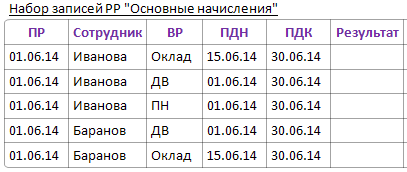 Набор записей РР "Основные начисления"
ПР Сотрудник ВР ПДН ПДК Результат
01.06.14 Иванова Оклад 15.06.14 30.06.14
01.06.14 Иванова ДВ 01.06.14 30.06.14
01.06.14 Иванова ПН 01.06.14 30.06.14
01.06.14 Баранов ДВ 01.06.14 30.06.14
01.06.14 Баранов Оклад 15.06.14 30.06.14